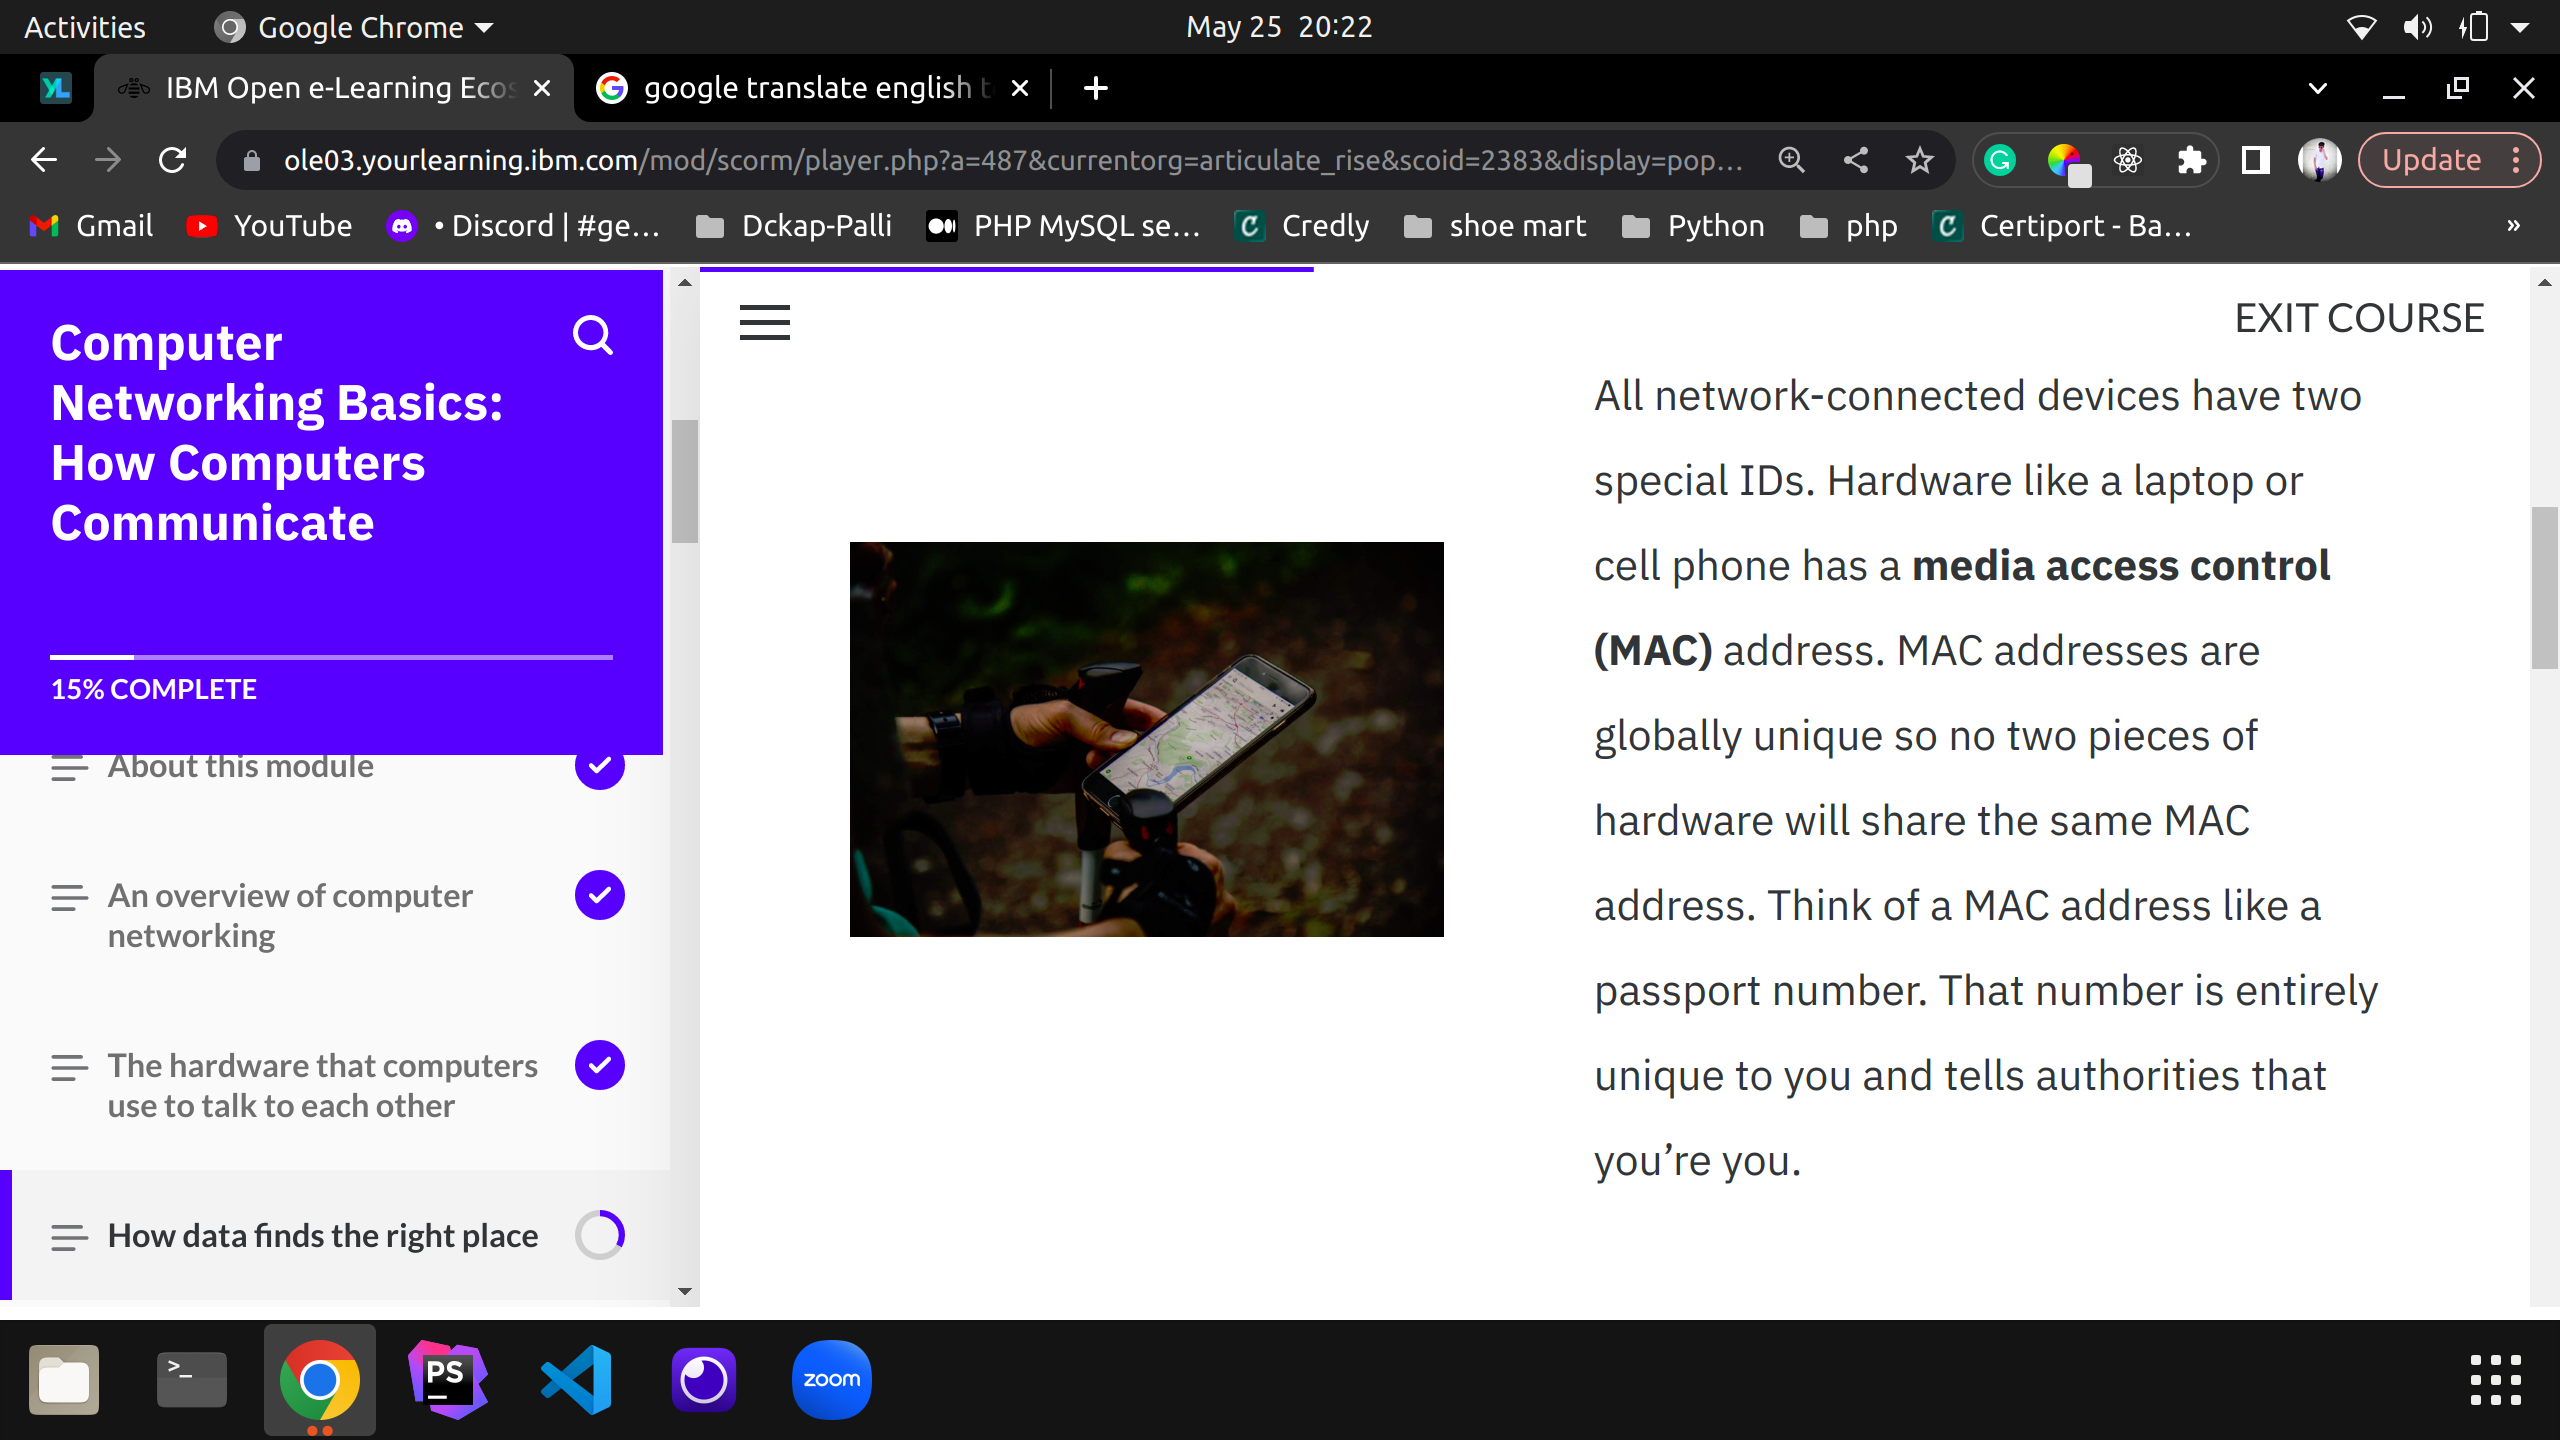 Activities
Google Chrome
May 25 20:22
IBM Open e-Learning Ecos
google translate english t
ole03.yourlearning.ibm.com/mod/scorm/player.php?a=487&currentorg=articulate_rise&scoid=2383&display=pop...
Update
Gmail
YouTube
• Discord | #ge...
Dckap-Palli
PHP MySQL se...
Credly
shoe mart
Python
php
Certiport - Ba...
»
Computer
Networking Basics:
How Computers
Communicate
15% COMPLETE
About this module
An overview of computer
networking
The hardware that computers
use to talk to each other
How data finds the right place
EXIT COURSE
All network-connected devices have two
special IDs. Hardware like a laptop or
cell phone has a media access control
(MAC) address. MAC addresses are
globally unique so no two pieces of
hardware will share the same MAC
address. Think of a MAC address like a
passport number. That number is entirely
unique to you and tells authorities that
you’re you.
>_
PS
zoom